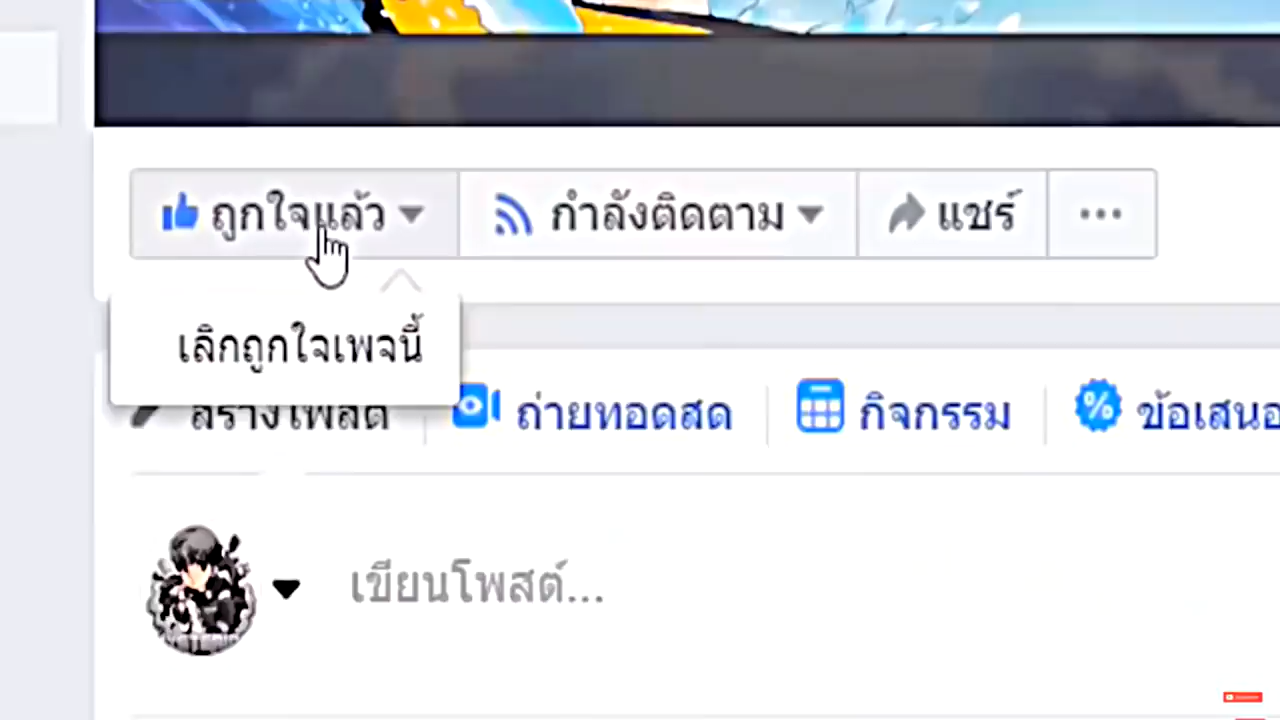 ถูกใจแล้ว กำลังติดตาม แชร์
เลิกถูกใจเพจนี้
สร้างโพสต์ ถ่ายทอดสด กิจกรรม ข้อเสนอ
เขียนโพสต์...